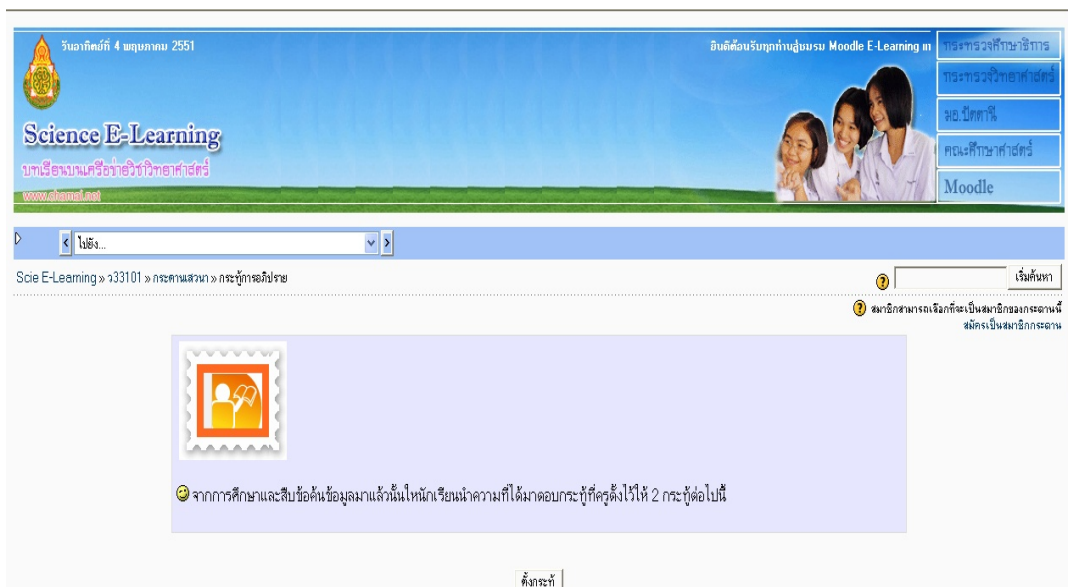 วันอาทิตย์ที่ 4 พฤษภาคม 2551
ยินดีต้อนรับทุกท่านสู่ชมรม Moodle E-Learning
กระทรวงศึกษาธิการ
กระทรวงวิทยาศาสตร์
มอ.ปัตตานี
คณะศึกษาศาสตร์
Moodle
Science E-Learning
บทเรียนบนเครือข่ายวิชาวิทยาศาสตร์
www.chamai.net
ไปยัง...
Scie E-Learning » ว33101 » กระดานเสวนา » กระทู้การอภิปราย
เริ่มค้นหา
สมาชิกสามารถเลือกที่จะเป็นสมาชิกของกระดานนี้
สมัครเป็นสมาชิกกระดาน
จากการศึกษาและสืบข้อค้นข้อมูลมาแล้วนั้นให้นักเรียนนำความที่ได้มาตอบกระทู้ที่ครูตั้งไว้ให้ 2 กระทู้ต่อไปนี้
ตั้งกระทู้